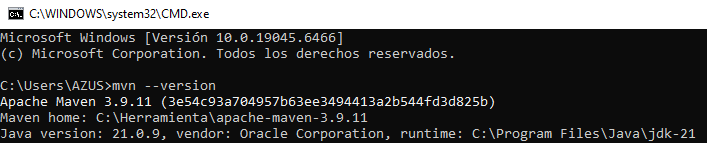 C:\WINDOWS\system32\CMD.exe
Microsoft Windows [Versión 10.0.19045.6466]
(c) Microsoft Corporation. Todos los derechos reservados.
C:\Users\AZUS>mvn --version
Apache Maven 3.9.11 (3e54c93a704957b63ee3494413a2b544fd3d825b)
Maven home: C:\Herramienta\apache-maven-3.9.11
Java version: 21.0.9, vendor: Oracle Corporation, runtime: C:\Program Files\Java\jdk-21